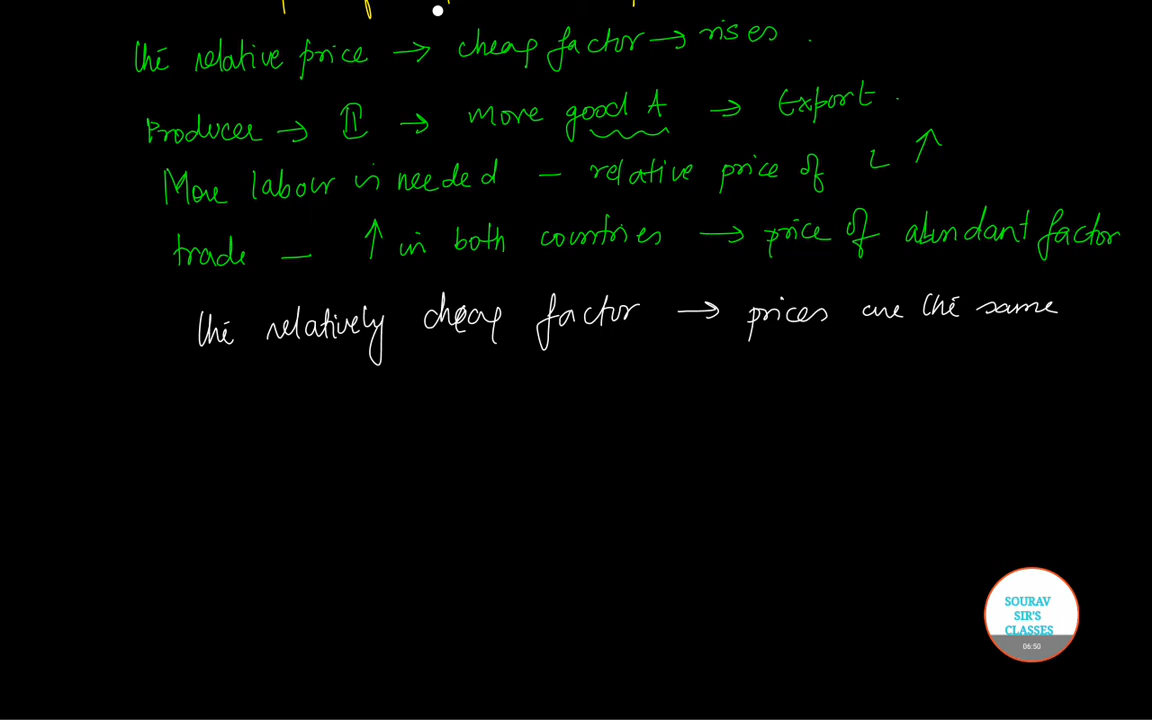 the relative price → cheap factor → rises .
Producer → II → more good A → Export .
More labour is needed - relative price of L ↑
trade - ↑ in both countries → price of abundant factor
the relatively cheap factor → prices are the same
SOURAV
SIR'S
CLASSES
06:50